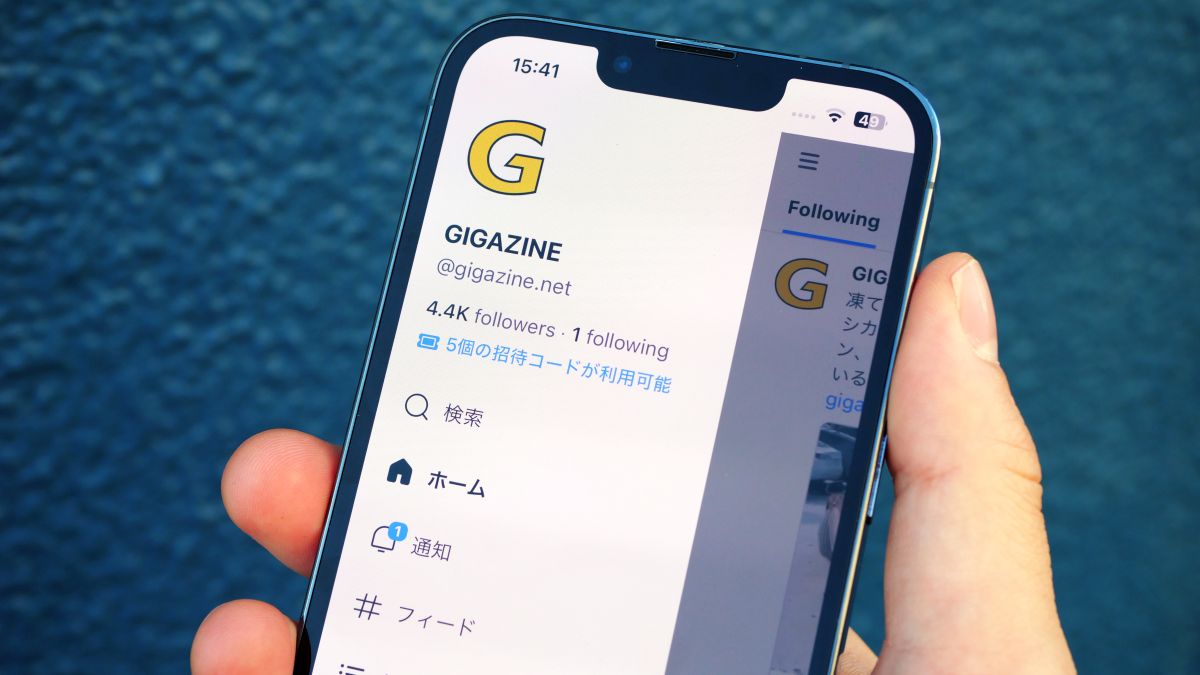 15:41
49
G
GIGAZINE
@gigazine.net
4.4K followers · 1 following
5個の招待コードが利用可能
検索
ホーム
1
通知
フィード
Following
G
GIG
凍て
シカ
ン、
いる
giga